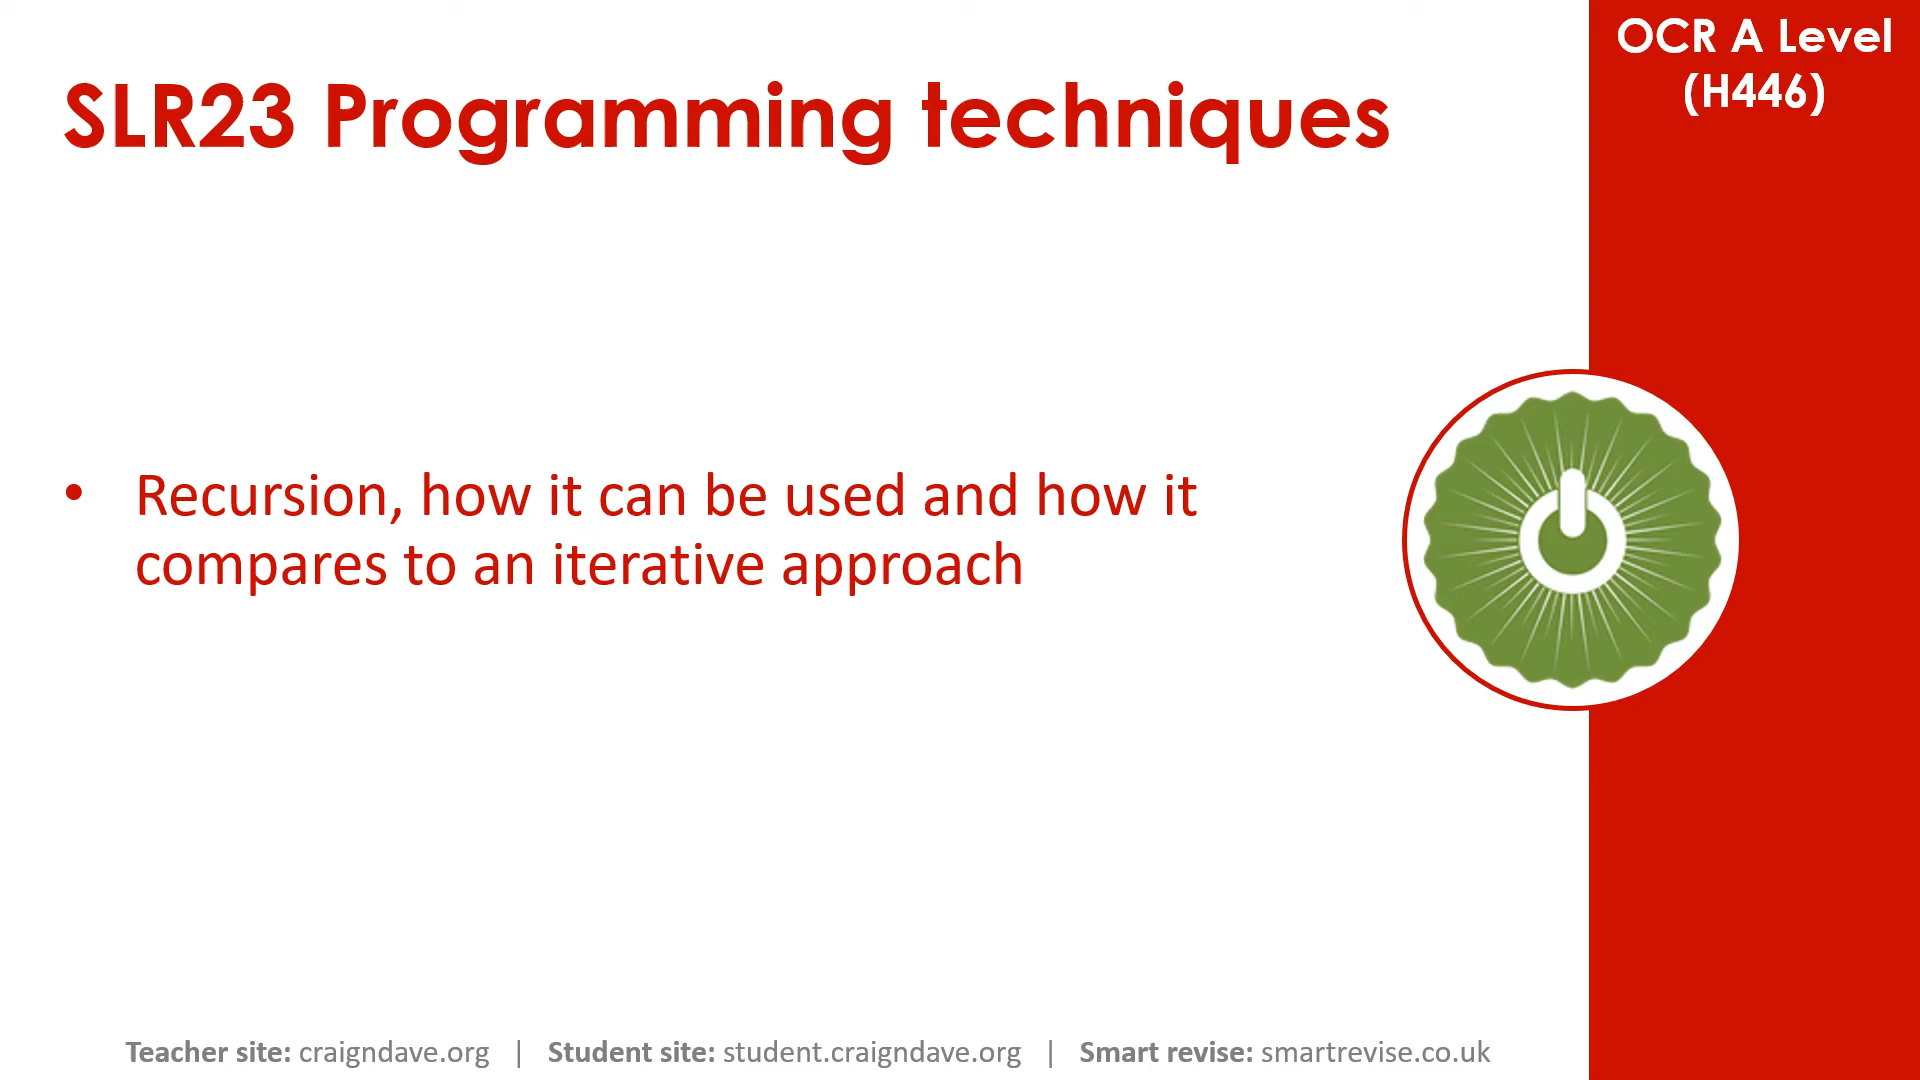 OCR A Level
(H446)
SLR23 Programming techniques
• Recursion, how it can be used and how it
compares to an iterative approach
Teacher site: craigndave.org | Student site: student.craigndave.org | Smart revise: smartrevise.co.uk